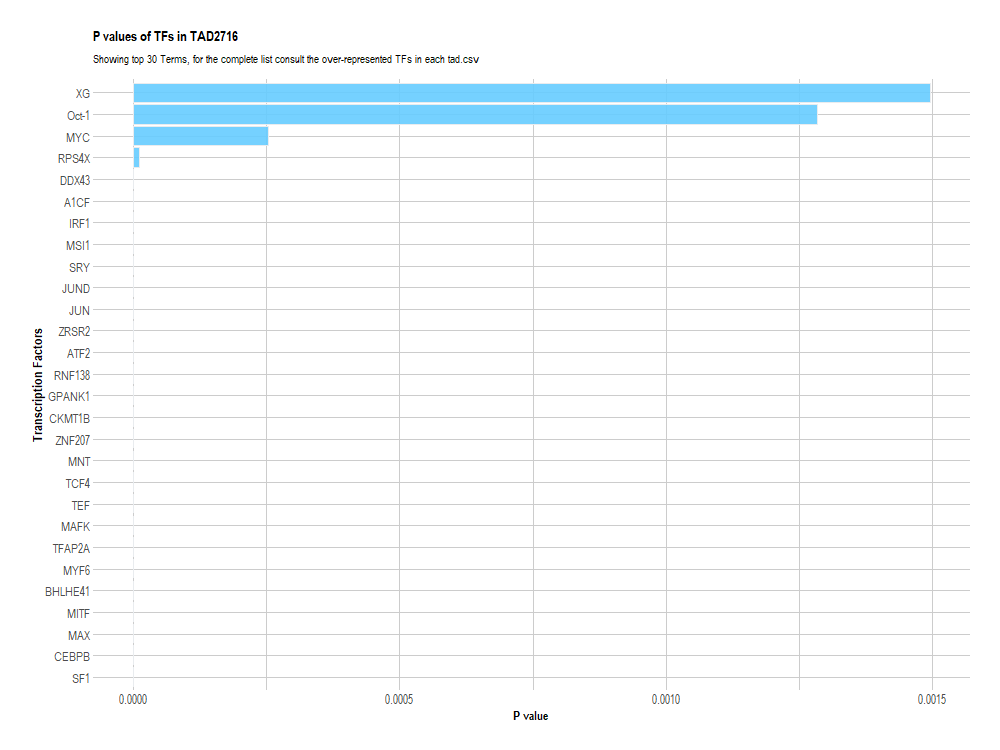 P values of TFs in TAD2716
Showing top 30 Terms, for the complete list consult the over-represented TFs in each tad.csv
XG
Oct-1
MYC
RPS4X
DDX43
A1CF
IRF1
MSI1
SRY
JUND
JUN
ZRSR2
ATF2
RNF138
GPANK1
CKMT1B
ZNF207
MNT
TCF4
TEF
MAFK
TFAP2A
MYF6
BHLHE41
MITF
MAX
CEBPB
SF1
Transcription Factors
0.0000
0.0005
0.0010
0.0015
P value